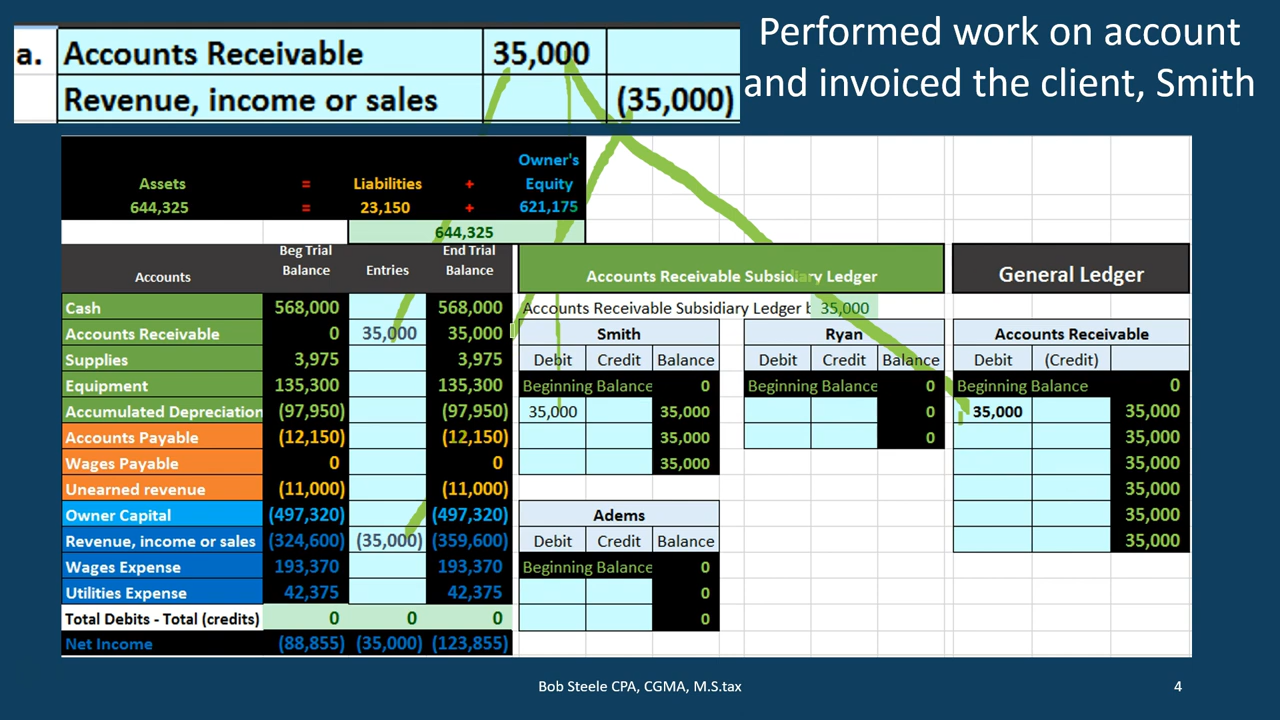 Performed work on account
and invoiced the client, Smith
a. Accounts Receivable 35,000
Revenue, income or sales (35,000)
Assets = Liabilities + Owner's Equity
644,325 = 23,150 + 621,175
644,325
Accounts Beg Trial Balance Entries End Trial Balance
Cash 568,000 568,000
Accounts Receivable 0 35,000 35,000
Supplies 3,975 3,975
Equipment 135,300 135,300
Accumulated Depreciation (97,950) (97,950)
Accounts Payable (12,150) (12,150)
Wages Payable 0 0
Unearned revenue (11,000) (11,000)
Owner Capital (497,320) (497,320)
Revenue, income or sales (324,600) (35,000) (359,600)
Wages Expense 193,370 193,370
Utilities Expense 42,375 42,375
Total Debits - Total (credits) 0 0 0
Net Income (88,855) (35,000) (123,855)
Accounts Receivable Subsidiary Ledger
Accounts Receivable Subsidiary Ledger b 35,000
Smith
Debit Credit Balance
Beginning Balance 0
35,000 35,000
35,000
35,000
Ryan
Debit Credit Balance
Beginning Balance 0
0
0
Adems
Debit Credit Balance
Beginning Balance 0
0
0
General Ledger
Accounts Receivable
Debit (Credit)
Beginning Balance 0
35,000 35,000
35,000
35,000
35,000
35,000
35,000
Bob Steele CPA, CGMA, M.S.tax
4